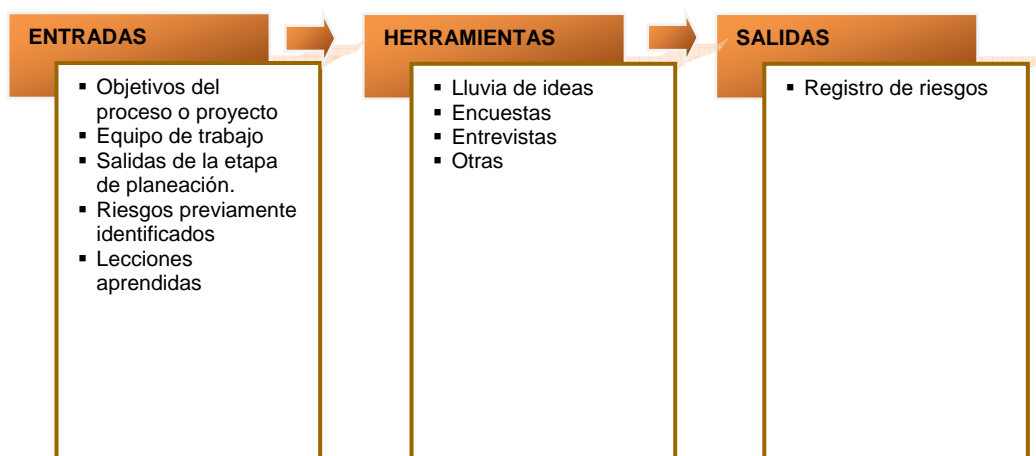 ENTRADAS
▪ Objetivos del
proceso o proyecto
▪ Equipo de trabajo
▪ Salidas de la etapa
de planeación.
▪ Riesgos previamente
identificados
▪ Lecciones
aprendidas
HERRAMIENTAS
▪ Lluvia de ideas
▪ Encuestas
▪ Entrevistas
▪ Otras
SALIDAS
▪ Registro de riesgos